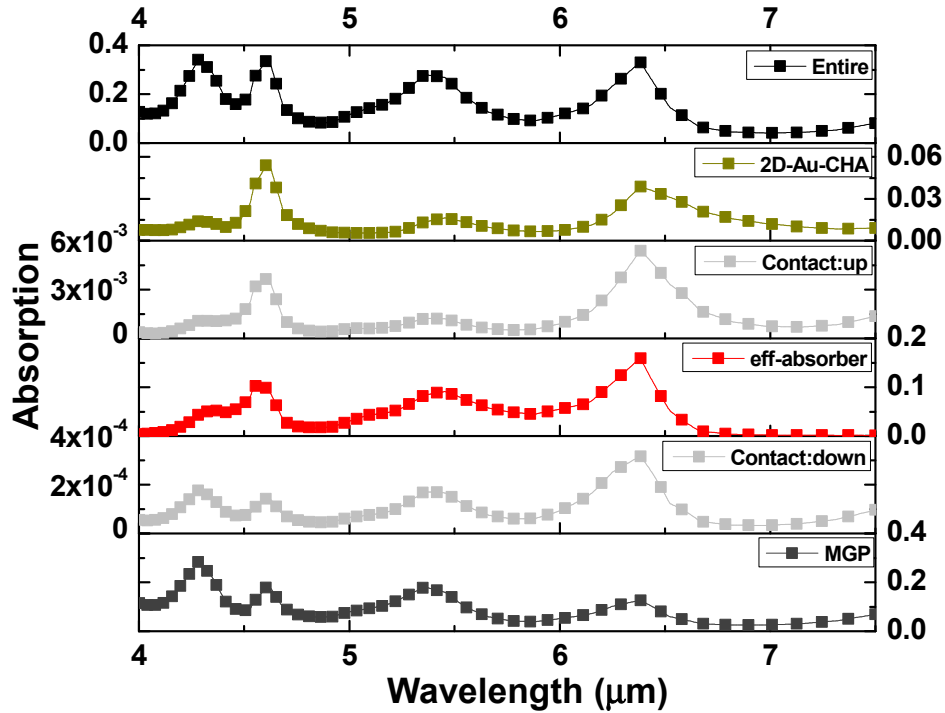 4 5 6 7
0.4
0.2
0.0
Entire
0.06
0.03
0.00
2D-Au-CHA
6x10⁻³
3x10⁻³
0
Contact:up
0.2
0.1
0.0
eff-absorber
4x10⁻⁴
2x10⁻⁴
0
Contact:down
0.4
0.2
0.0
MGP
4 5 6 7
Absorption
Wavelength (μm)